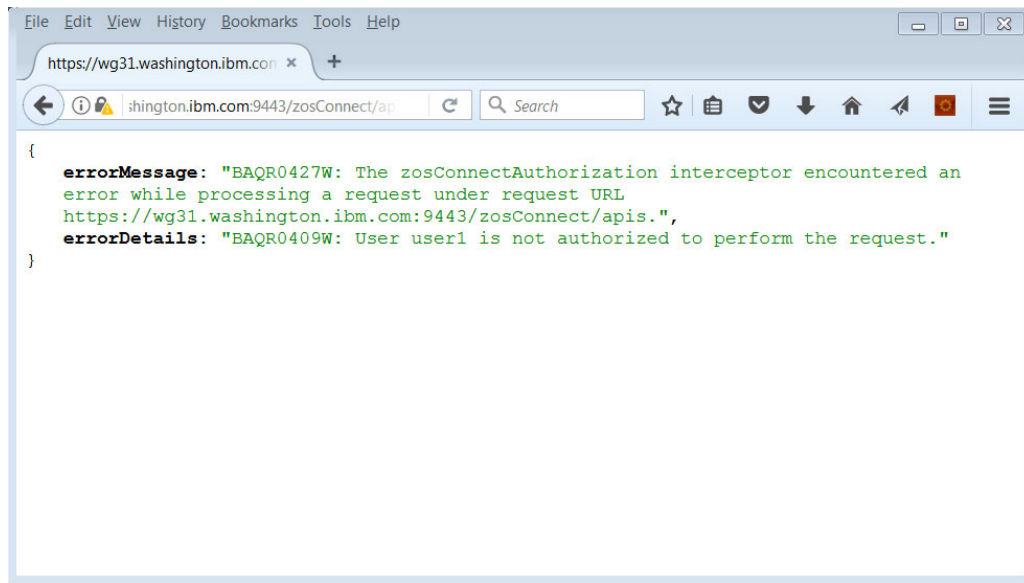 File Edit View History Bookmarks Tools Help
https://wg31.washington.ibm.com
shington.ibm.com:9443/zosConnect/ap
Search
{
errorMessage: "BAQR0427W: The zosConnectAuthorization interceptor encountered an
error while processing a request under request URL
https://wg31.washington.ibm.com:9443/zosConnect/apis.",
errorDetails: "BAQR0409W: User user1 is not authorized to perform the request."
}